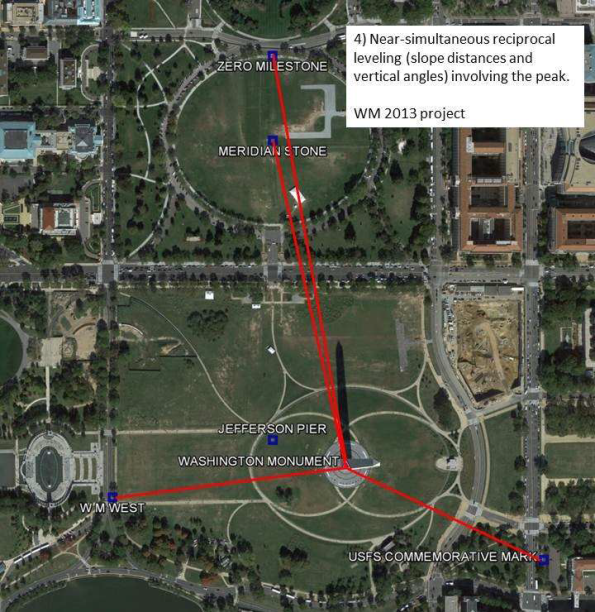 4) Near-simultaneous reciprocal
leveling (slope distances and
vertical angles) involving the peak.
WM 2013 project
ZERO MILESTONE
MERIDIAN STONE
JEFFERSON PIER
WASHINGTON MONUMENT
W M WEST
USFS COMMEMORATIVE MARK